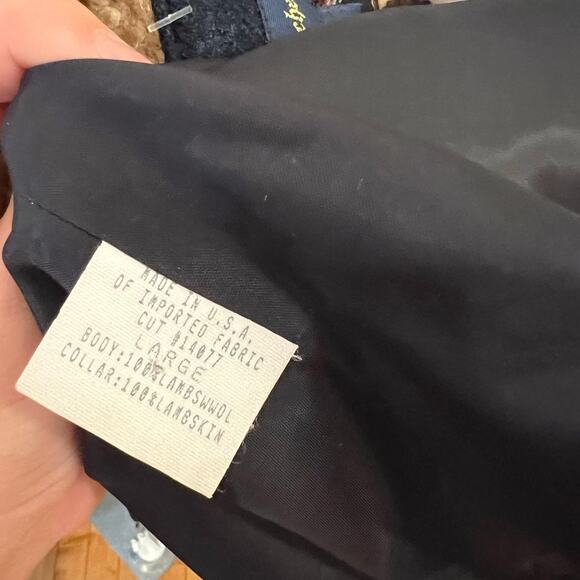 MADE IN U.S.A.
OF IMPORTED FABRIC
CUT #14077
LARGE
BODY:100%LAMBSWWOL
COLLAR:100%LAMBSKIN